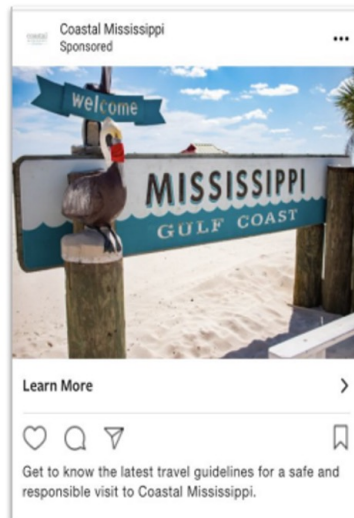 Coastal Mississippi
Sponsored
welcome
MISSISSIPPI
GULF COAST
Learn More
Get to know the latest travel guidelines for a safe and
responsible visit to Coastal Mississippi.